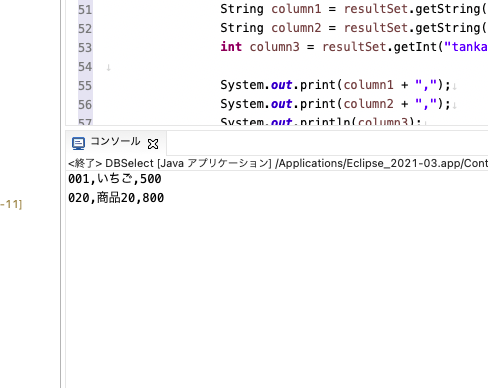 51 String column1 = resultSet.getString(
52 String column2 = resultSet.getString(
53 int column3 = resultSet.getInt("tanka
54 ↓
55 System.out.print(column1 + ",");↓
56 System.out.print(column2 + ",");↓
57 System.out.println(column3);↓
コンソール
<終了> DBSelect [Java アプリケーション] /Applications/Eclipse_2021-03.app/Cont
001,いちご,500
-11]
020,商品20,800